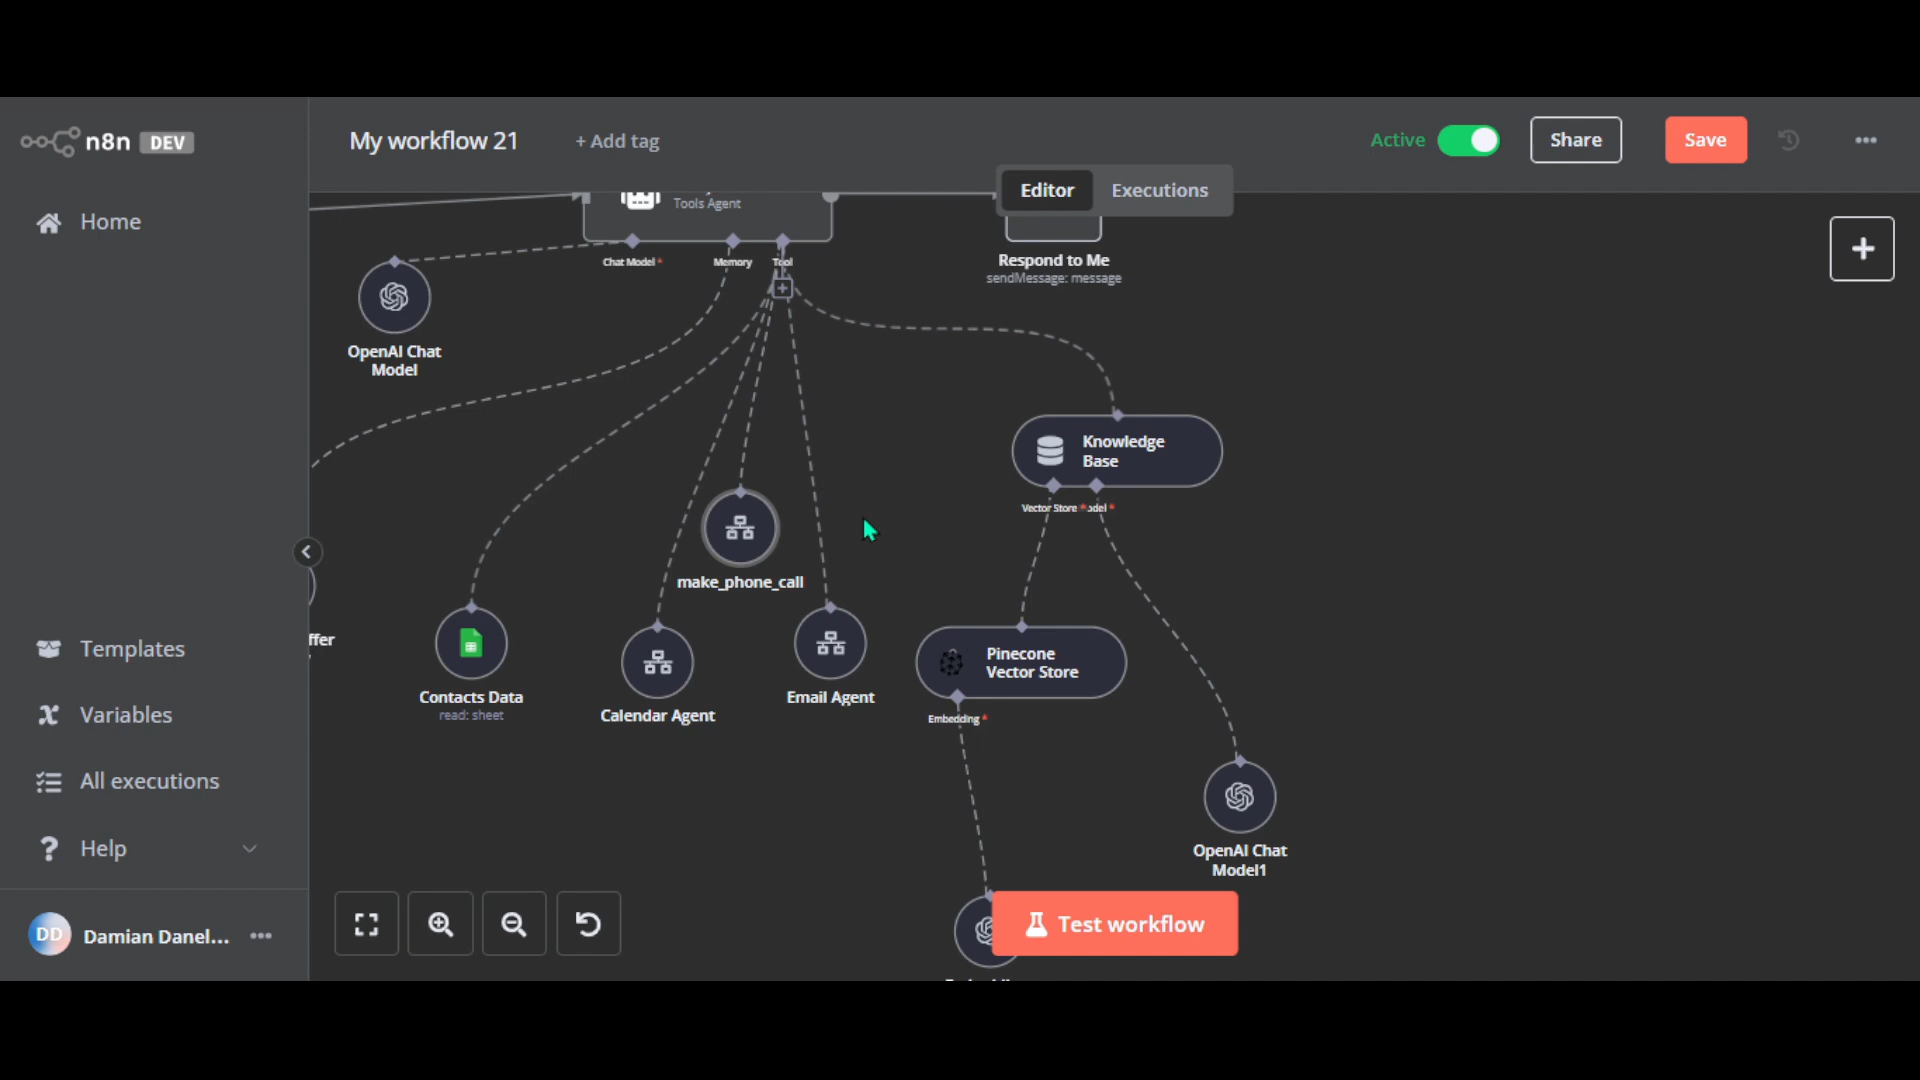 n8n DEV
My workflow 21
+ Add tag
Active
Share
Save
Editor
Executions
Home
Tools Agent
Chat Model *
Memory
Tool
Respond to Me
sendMessage: message
OpenAI Chat
Model
Knowledge
Base
Vector Store *
make_phone_call
Contacts Data
read: sheet
Calendar Agent
Email Agent
Pinecone
Vector Store
Embedding *
OpenAI Chat
Model1
Templates
Variables
All executions
Help
DD
Damian Danel...
Test workflow